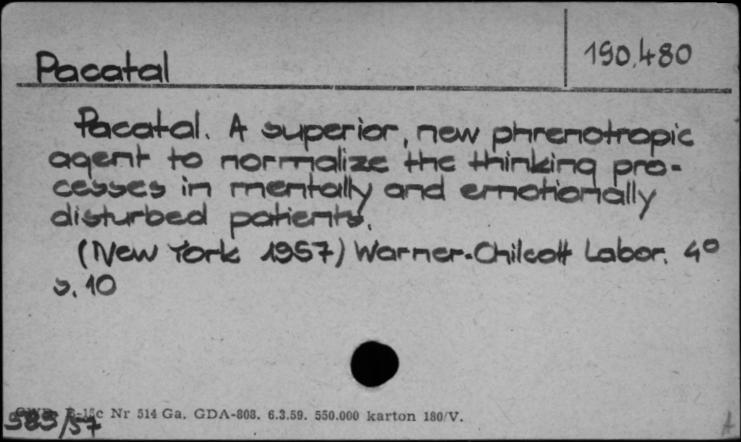 Pacatal
190,480
Pacatal. A superior, new phrenotropic
agent to normalize the thinking pro-
cesses in mentally and emotionally
disturbed patients.
(New York 1957) Warner-Chilcott Labor. 4°
s. 10
B-15c Nr 514 Ga. GDA-808. 6.3.59. 550.000 karton 180/V.
585/57